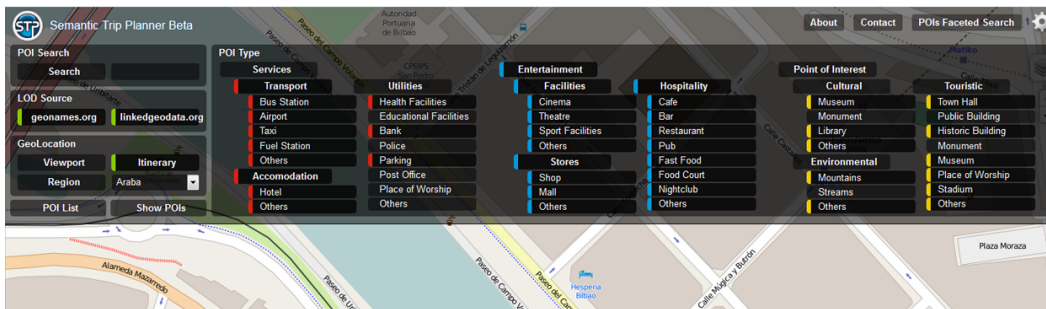 STP Semantic Trip Planner Beta
About Contact POIs Faceted Search
Autoridad
Portuaria
de Bilbao
POI Search
Search
LOD Source
geonames.org linkedgeodata.org
GeoLocation
Viewport Itinerary
Region Araba
POI List Show POIs
POI Type
Services
Transport
Bus Station
Airport
Taxi
Fuel Station
Others
Accomodation
Hotel
Others
Utilities
Health Facilities
Educational Facilities
Bank
Police
Parking
Post Office
Place of Worship
Others
Entertainment
Facilities
Cinema
Theatre
Sport Facilities
Others
Stores
Shop
Mall
Others
Hospitality
Cafe
Bar
Restaurant
Pub
Fast Food
Food Court
Nightclub
Others
Point of Interest
Cultural
Museum
Monument
Library
Others
Environmental
Mountains
Streams
Others
Touristic
Town Hall
Public Building
Historic Building
Monument
Museum
Place of Worship
Stadium
Others
Matiko
Plaza Moraza
Alameda Mazarredo
Hesperia
Bilbao
Calle Múgica y Butrón